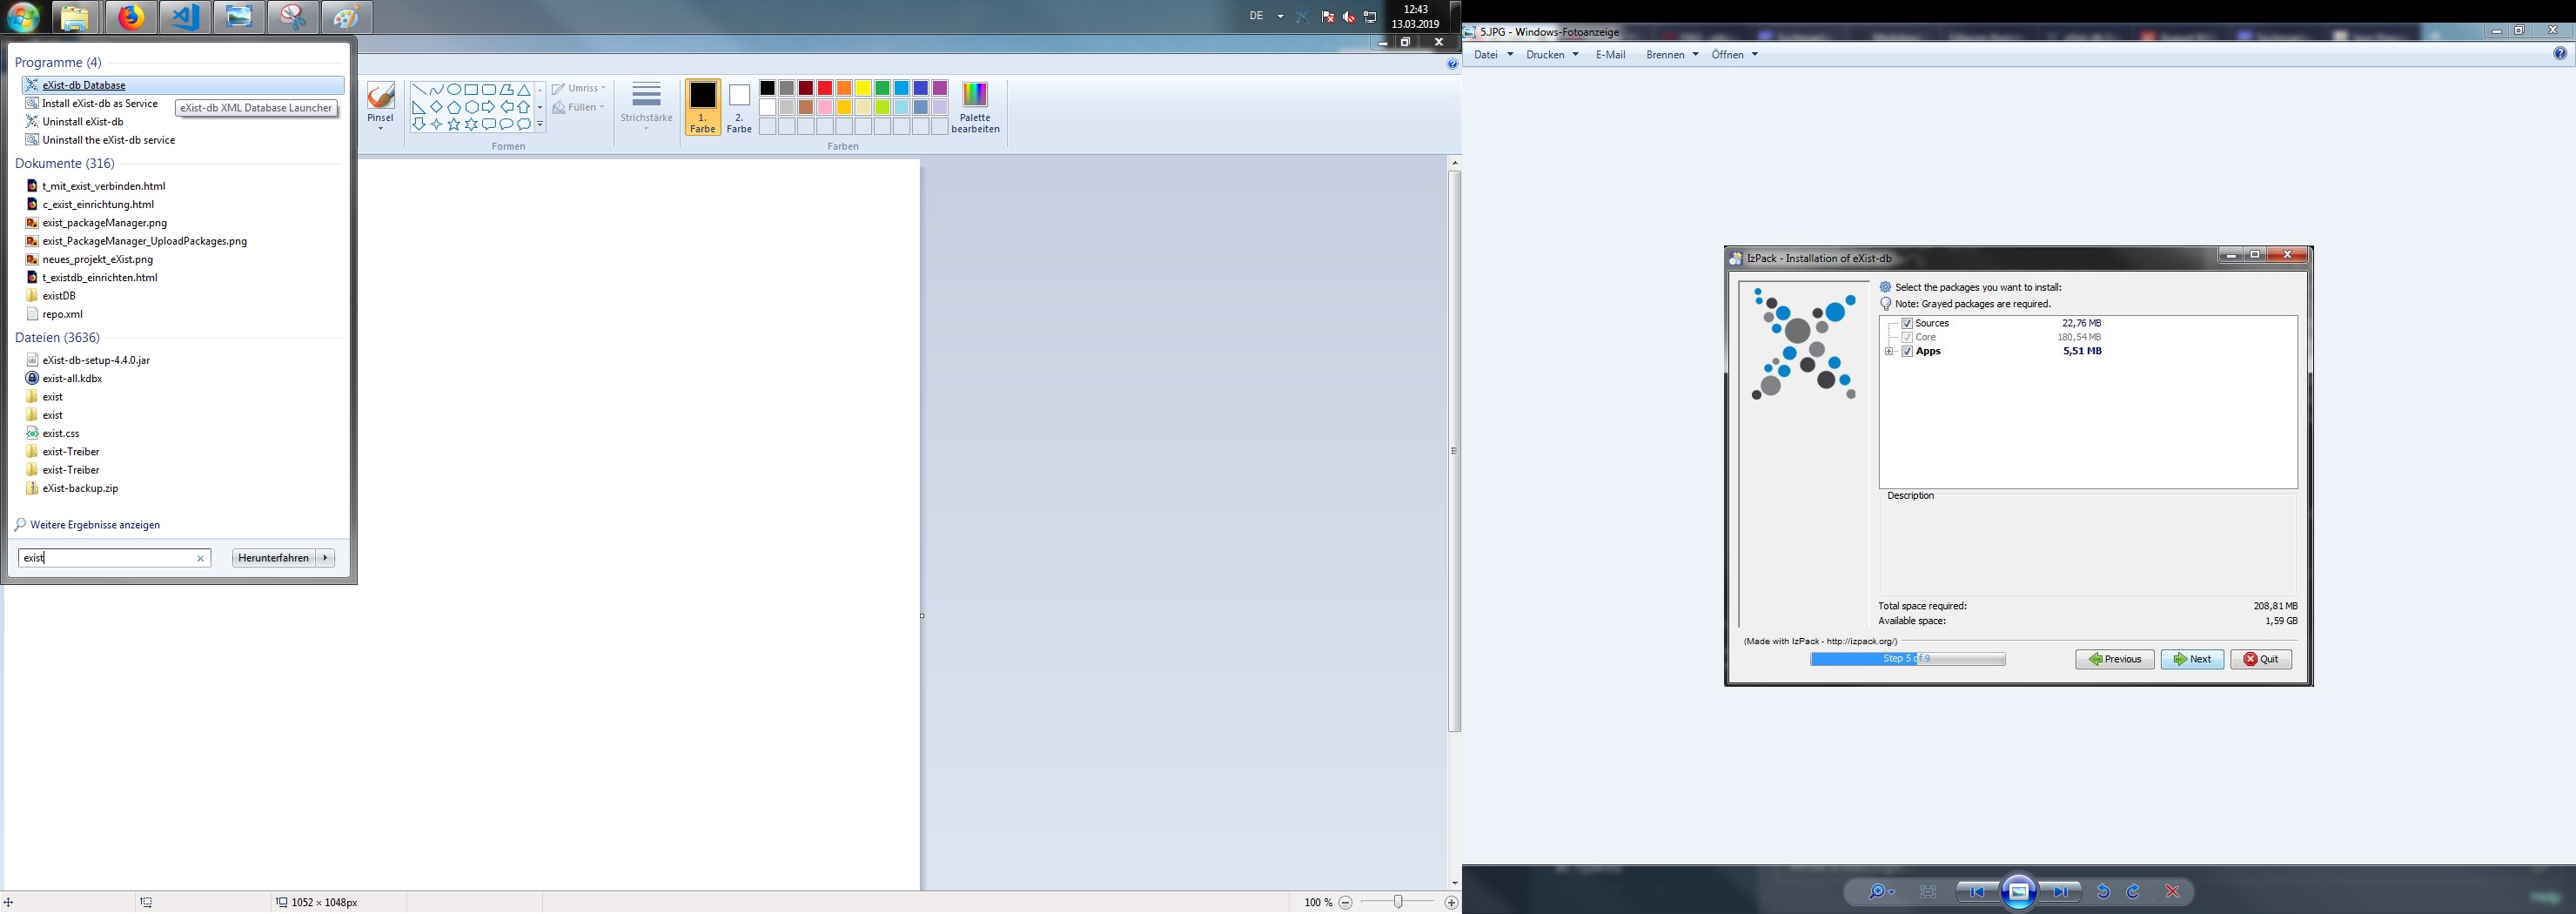 DE
12:43
13.03.2019
Programme (4)
eXist-db Database
Install eXist-db as Service
eXist-db XML Database Launcher
Uninstall eXist-db
Uninstall the eXist-db service
Dokumente (316)
t_mit_exist_verbinden.html
c_exist_einrichtung.html
exist_packageManager.png
exist_PackageManager_UploadPackages.png
neues_projekt_eXist.png
t_existdb_einrichten.html
existDB
repo.xml
Dateien (3636)
eXist-db-setup-4.4.0.jar
exist-all.kdbx
exist
exist
exist.css
exist-Treiber
exist-Treiber
eXist-backup.zip
Weitere Ergebnisse anzeigen
exist
Herunterfahren
Pinsel
Umriss
Füllen
Formen
Strichstärke
1.
Farbe
2.
Farbe
Palette
bearbeiten
Farben
1052 × 1048px
100 %
5.JPG - Windows-Fotoanzeige
Datei Drucken E-Mail Brennen Öffnen
IzPack - Installation of eXist-db
Select the packages you want to install:
Note: Grayed packages are required.
Sources 22,76 MB
Core 180,54 MB
Apps 5,51 MB
Description
Total space required: 208,81 MB
Available space: 1,59 GB
(Made with IzPack - http://izpack.org/)
Step 5 of 9
Previous Next Quit